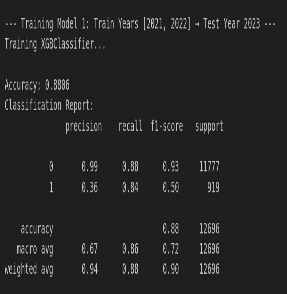 --- Training Model 1: Train Years [2021, 2022] → Test Year 2023 ---
Training XGBClassifier...
Accuracy: 0.8806
Classification Report:
precision recall f1-score support
0 0.99 0.88 0.93 11777
1 0.36 0.84 0.50 919
accuracy 0.88 12696
macro avg 0.67 0.86 0.72 12696
weighted avg 0.94 0.88 0.90 12696